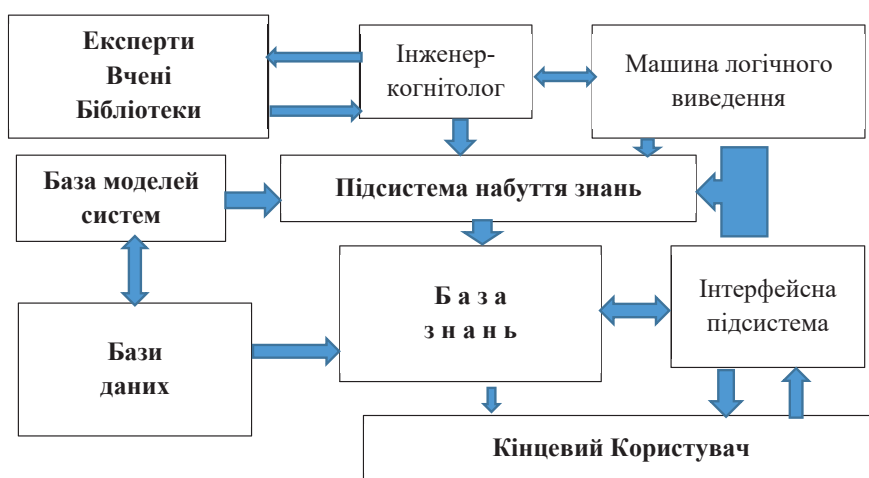 Експерти
Вчені
Бібліотеки
Інженер-
когнітолог
Машина логічного
виведення
База моделей
систем
Підсистема набуття знань
Б а з а
з н а н ь
Інтерфейсна
підсистема
Бази
даних
Кінцевий Користувач